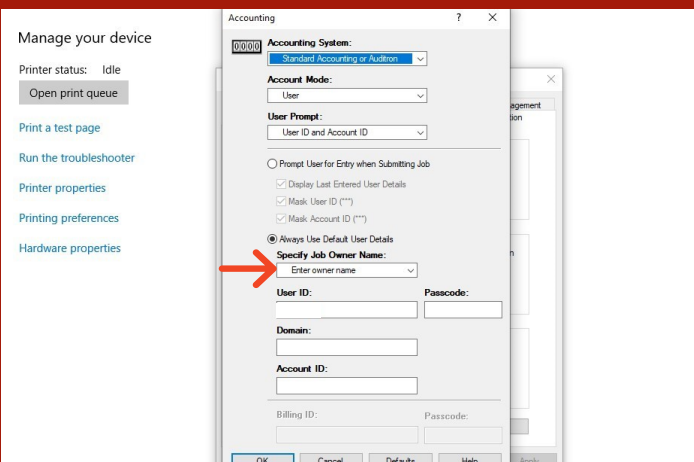 Manage your device
Printer status: Idle
Open print queue
Print a test page
Run the troubleshooter
Printer properties
Printing preferences
Hardware properties
Accounting ? ×
0000 Accounting System:
Standard Accounting or Auditron
Account Mode:
User
User Prompt:
User ID and Account ID
Prompt User for Entry when Submitting Job
Display Last Entered User Details
Mask User ID (***)
Mask Account ID (***)
Always Use Default User Details
Specify Job Owner Name:
Enter owner name
User ID: Passcode:
Domain:
Account ID:
Billing ID: Passcode:
OK Cancel Defaults Help
Apply